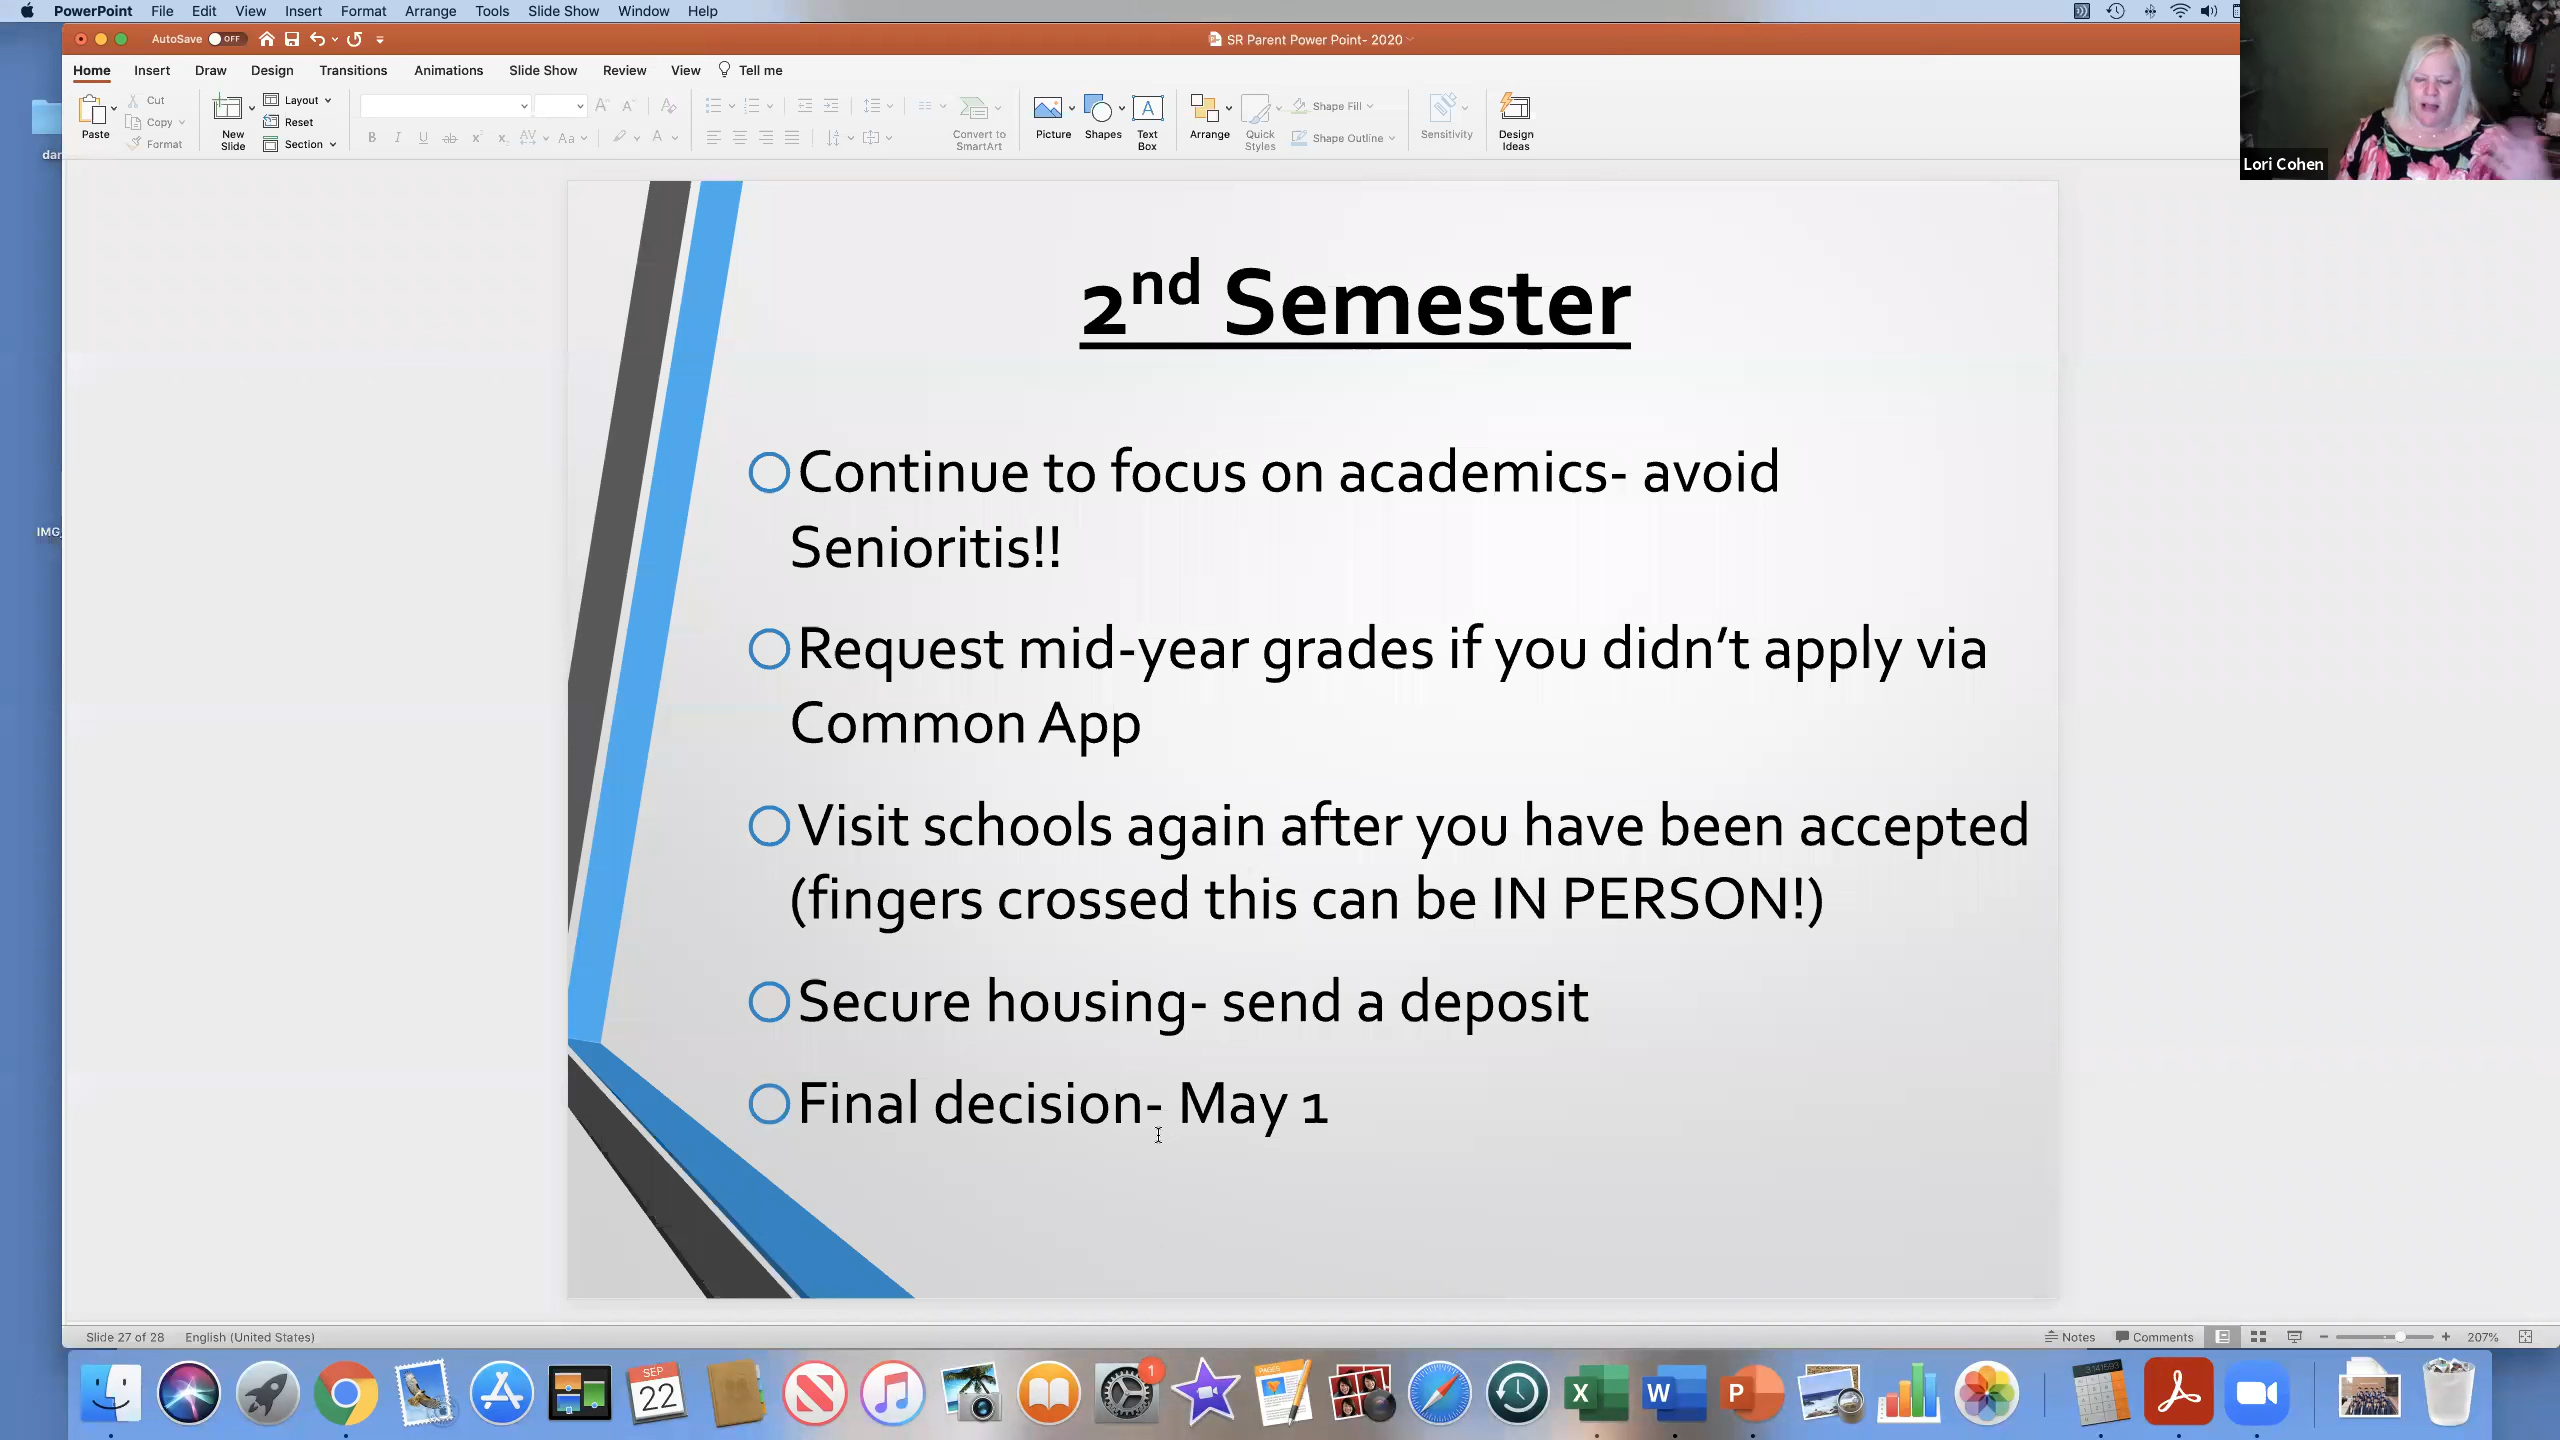 PowerPoint File Edit View Insert Format Arrange Tools Slide Show Window Help
AutoSave OFF SR Parent Power Point- 2020
Home Insert Draw Design Transitions Animations Slide Show Review View Tell me
Paste Cut Copy Format
New Slide Layout Reset Section
Convert to SmartArt
Picture Shapes Text Box
Arrange Quick Styles Shape Fill Shape Outline
Sensitivity Design Ideas
Lori Cohen
dar
IMG_
2nd Semester
Continue to focus on academics- avoid
Senioritis!!
Request mid-year grades if you didn’t apply via
Common App
Visit schools again after you have been accepted
(fingers crossed this can be IN PERSON!)
Secure housing- send a deposit
Final decision- May 1
Slide 27 of 28 English (United States) Notes Comments 207%
SEP
22
PAGES
1
X
W
P
3.141593